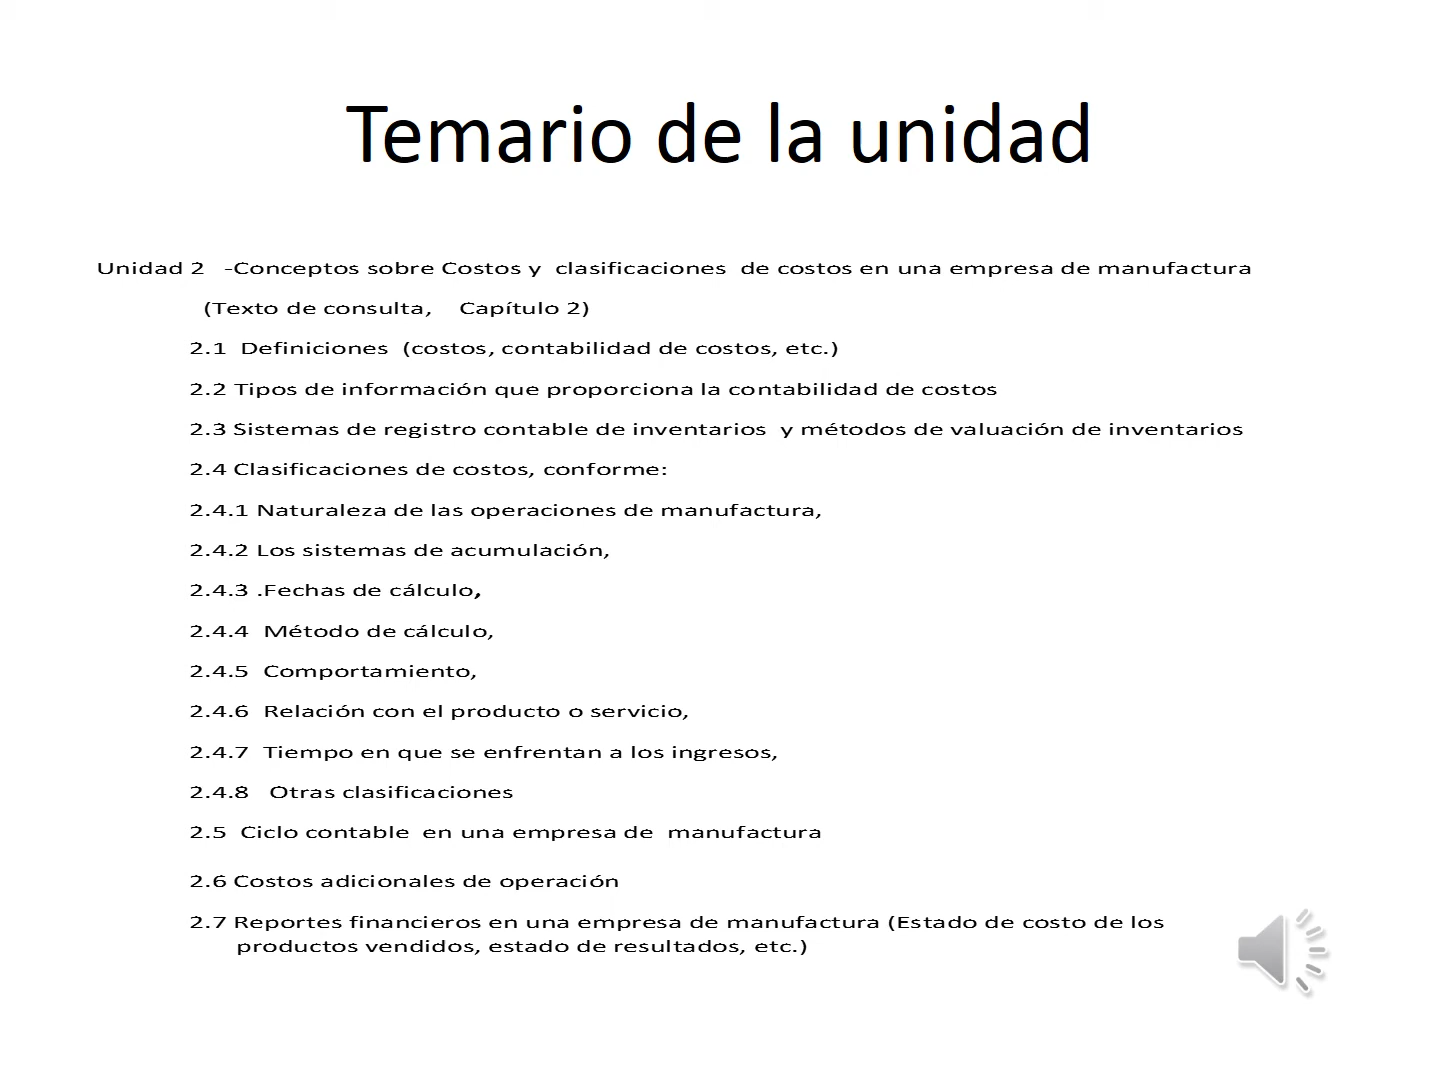 Temario de la unidad
Unidad 2 -Conceptos sobre Costos y clasificaciones de costos en una empresa de manufactura
(Texto de consulta, Capítulo 2)
2.1 Definiciones (costos, contabilidad de costos, etc.)
2.2 Tipos de información que proporciona la contabilidad de costos
2.3 Sistemas de registro contable de inventarios y métodos de valuación de inventarios
2.4 Clasificaciones de costos, conforme:
2.4.1 Naturaleza de las operaciones de manufactura,
2.4.2 Los sistemas de acumulación,
2.4.3 .Fechas de cálculo,
2.4.4 Método de cálculo,
2.4.5 Comportamiento,
2.4.6 Relación con el producto o servicio,
2.4.7 Tiempo en que se enfrentan a los ingresos,
2.4.8 Otras clasificaciones
2.5 Ciclo contable en una empresa de manufactura
2.6 Costos adicionales de operación
2.7 Reportes financieros en una empresa de manufactura (Estado de costo de los
productos vendidos, estado de resultados, etc.)